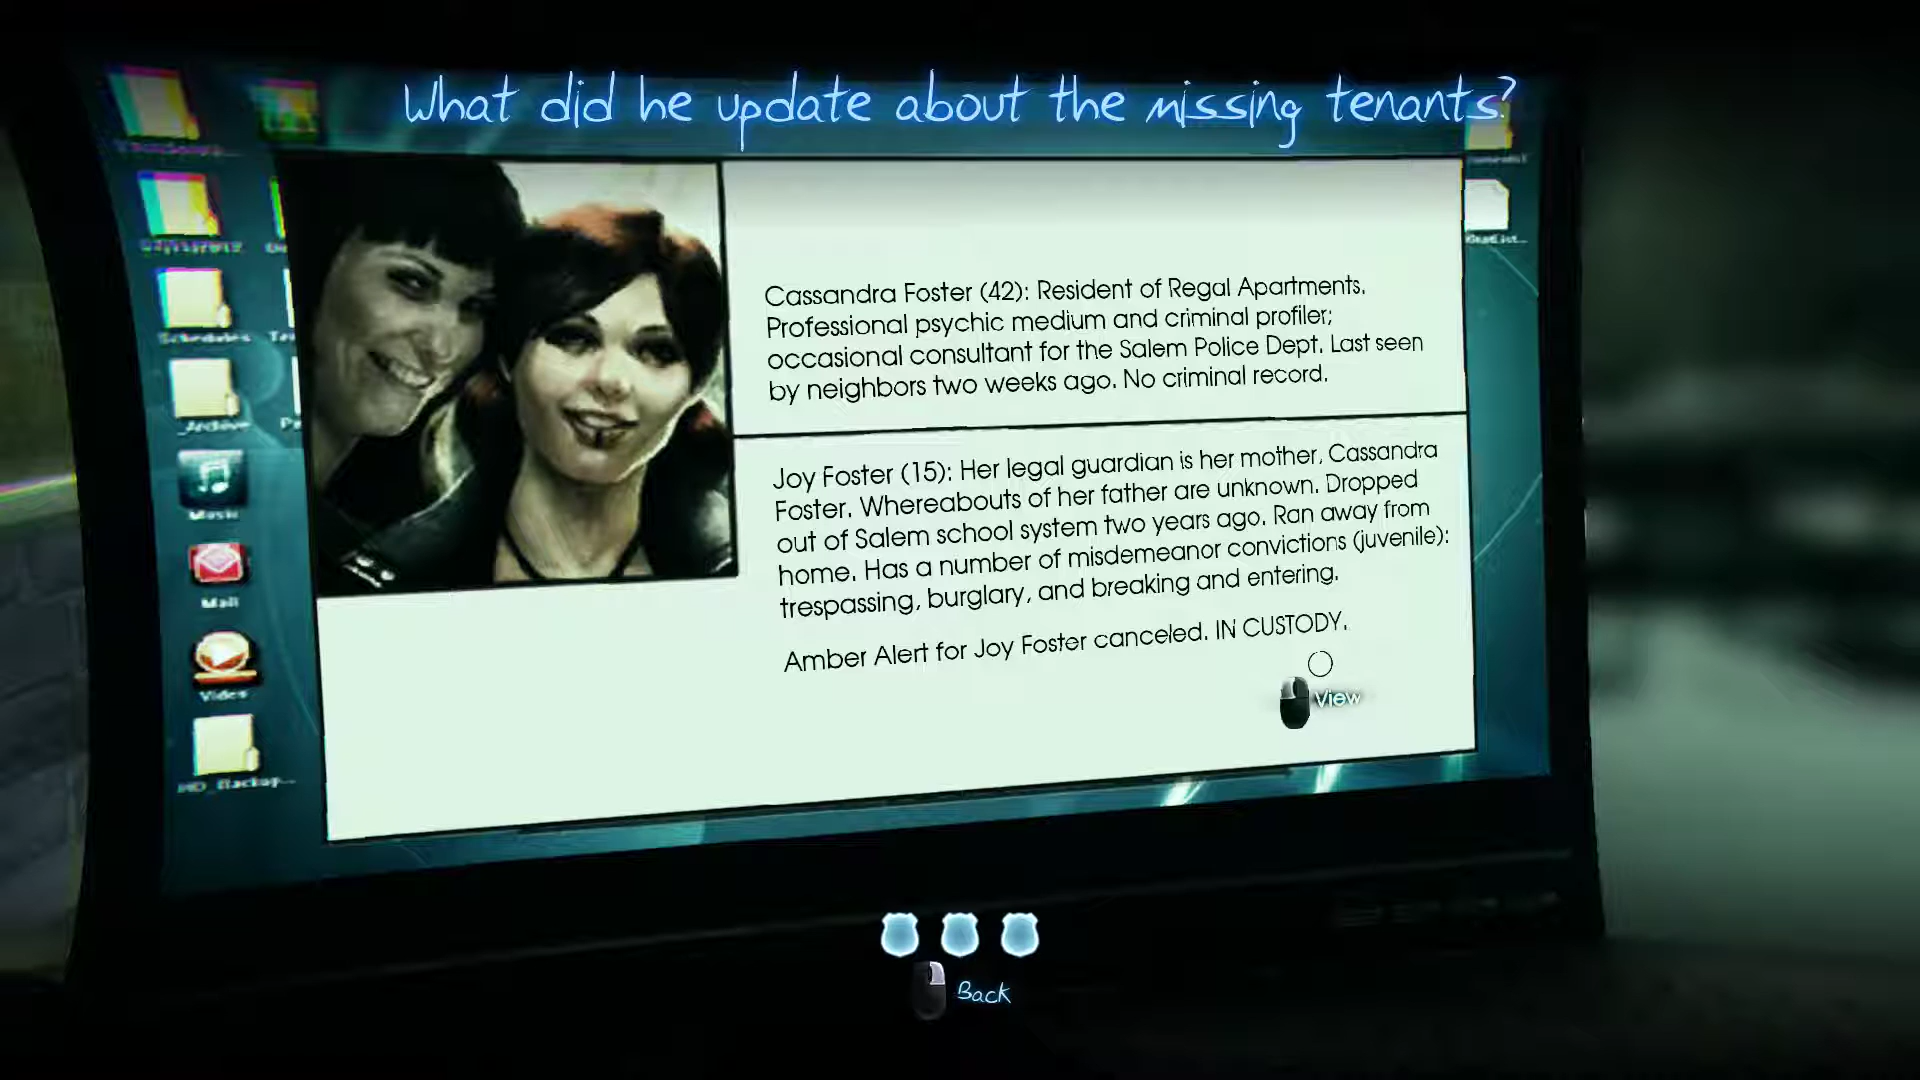 What did he update about the missing tenants?
Cassandra Foster (42): Resident of Regal Apartments.
Professional psychic medium and criminal profiler;
occasional consultant for the Salem Police Dept. Last seen
by neighbors two weeks ago. No criminal record.
Joy Foster (15): Her legal guardian is her mother, Cassandra
Foster. Whereabouts of her father are unknown. Dropped
out of Salem school system two years ago. Ran away from
home. Has a number of misdemeanor convictions (juvenile):
trespassing, burglary, and breaking and entering.
Amber Alert for Joy Foster canceled. IN CUSTODY.
View
Schedules
_Archive
Music
Mail
Video
HD_Backup...
Back